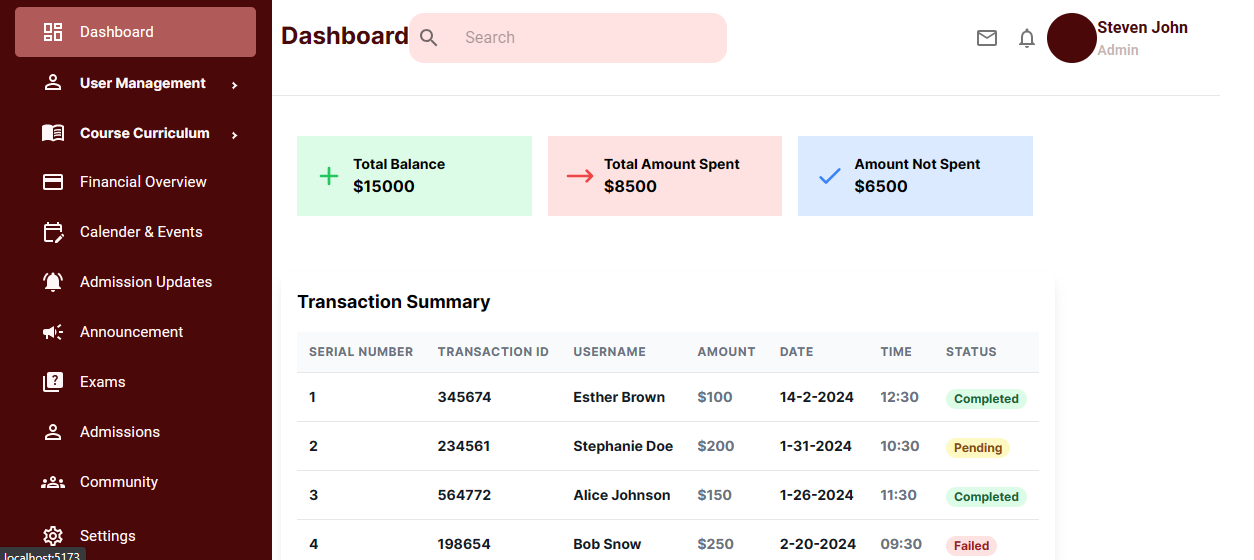 Dashboard
User Management
Course Curriculum
Financial Overview
Calender & Events
Admission Updates
Announcement
Exams
Admissions
Community
Settings
localhost:5173
Dashboard
Search
Steven John
Admin
Total Balance
$15000
Total Amount Spent
$8500
Amount Not Spent
$6500
Transaction Summary
SERIAL NUMBER TRANSACTION ID USERNAME AMOUNT DATE TIME STATUS
1 345674 Esther Brown $100 14-2-2024 12:30 Completed
2 234561 Stephanie Doe $200 1-31-2024 10:30 Pending
3 564772 Alice Johnson $150 1-26-2024 11:30 Completed
4 198654 Bob Snow $250 2-20-2024 09:30 Failed